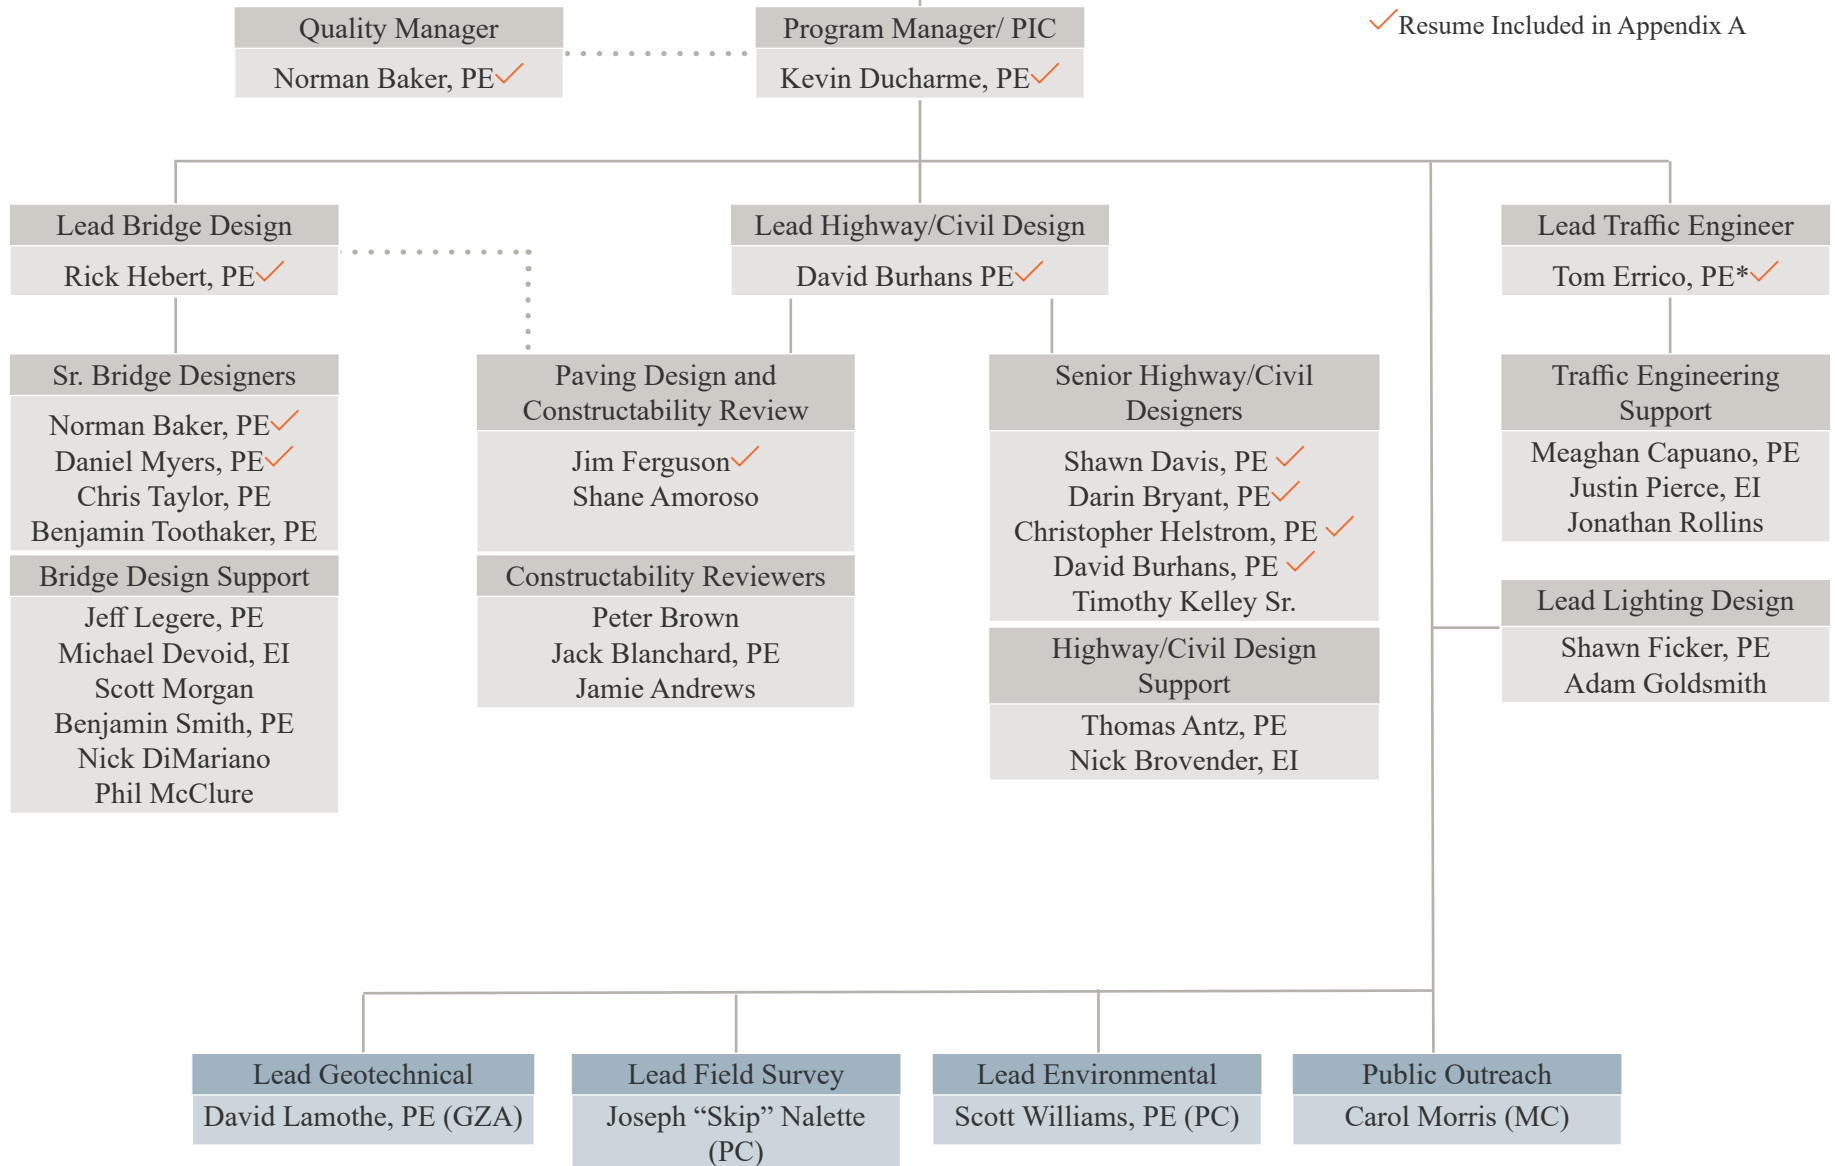 Quality Manager
Norman Baker, PE
Program Manager/ PIC
Kevin Ducharme, PE
Resume Included in Appendix A
Lead Bridge Design
Rick Hebert, PE
Lead Highway/Civil Design
David Burhans PE
Lead Traffic Engineer
Tom Errico, PE*
Sr. Bridge Designers
Norman Baker, PE
Daniel Myers, PE
Chris Taylor, PE
Benjamin Toothaker, PE
Bridge Design Support
Jeff Legere, PE
Michael Devoid, EI
Scott Morgan
Benjamin Smith, PE
Nick DiMariano
Phil McClure
Paving Design and
Constructability Review
Jim Ferguson
Shane Amoroso
Constructability Reviewers
Peter Brown
Jack Blanchard, PE
Jamie Andrews
Senior Highway/Civil
Designers
Shawn Davis, PE
Darin Bryant, PE
Christopher Helstrom, PE
David Burhans, PE
Timothy Kelley Sr.
Highway/Civil Design
Support
Thomas Antz, PE
Nick Brovender, EI
Traffic Engineering
Support
Meaghan Capuano, PE
Justin Pierce, EI
Jonathan Rollins
Lead Lighting Design
Shawn Ficker, PE
Adam Goldsmith
Lead Geotechnical
David Lamothe, PE (GZA)
Lead Field Survey
Joseph “Skip” Nalette
(PC)
Lead Environmental
Scott Williams, PE (PC)
Public Outreach
Carol Morris (MC)